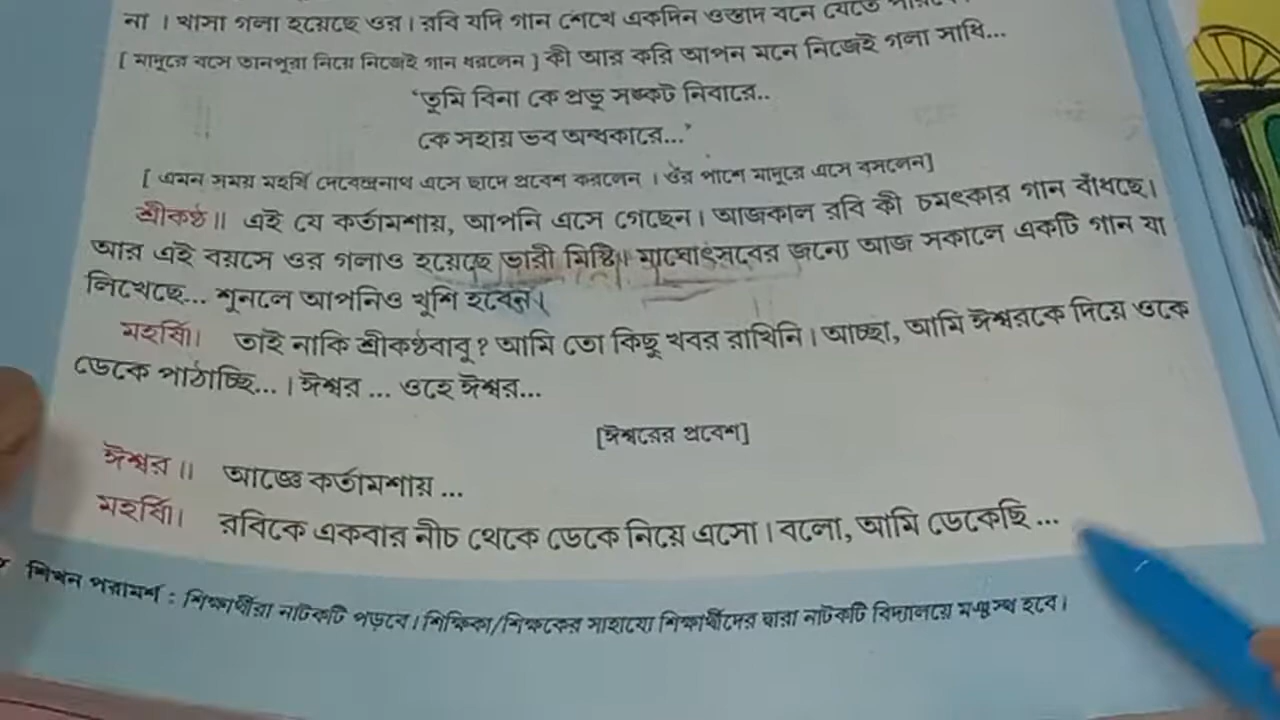 না । খাসা গলা হয়েছে ওর। রবি যদি গান শেখে একদিন ওস্তাদ বনে যেতে
[ মাদুরে বসে তানপুরা নিয়ে নিজেই গান ধরলেন ] কী আর করি আপন মনে নিজেই গলা সাধি...
‘তুমি বিনা কে প্রভু সঙ্কট নিবারে..
কে সহায় ভব অন্ধকারে...’
[ এমন সময় মহর্ষি দেবেন্দ্রনাথ এসে ছাদে প্রবেশ করলেন । ওঁর পাশে মাদুরে এসে বসলেন]
শ্রীকণ্ঠ॥ এই যে কর্তামশায়, আপনি এসে গেছেন। আজকাল রবি কী চমৎকার গান বাঁধছে।
আর এই বয়সে ওর গলাও হয়েছে ভারী মিষ্টি। মাঘোৎসবের জন্যে আজ সকালে একটি গান যা
লিখেছে... শুনলে আপনিও খুশি হবেন।
মহর্ষি॥ তাই নাকি শ্রীকণ্ঠবাবু? আমি তো কিছু খবর রাখিনি। আচ্ছা, আমি ঈশ্বরকে দিয়ে ওকে
ডেকে পাঠাচ্ছি...। ঈশ্বর ... ওহে ঈশ্বর...
[ঈশ্বরের প্রবেশ]
ঈশ্বর॥ আজ্ঞে কর্তামশায় ...
মহর্ষি॥ রবিকে একবার নীচ থেকে ডেকে নিয়ে এসো। বলো, আমি ডেকেছি ...
শিখন পরামর্শ : শিক্ষার্থীরা নাটকটি পড়বে। শিক্ষিকা/শিক্ষকের সাহায্যে শিক্ষার্থীদের দ্বারা নাটকটি বিদ্যালয়ে মঞ্চস্থ হবে।